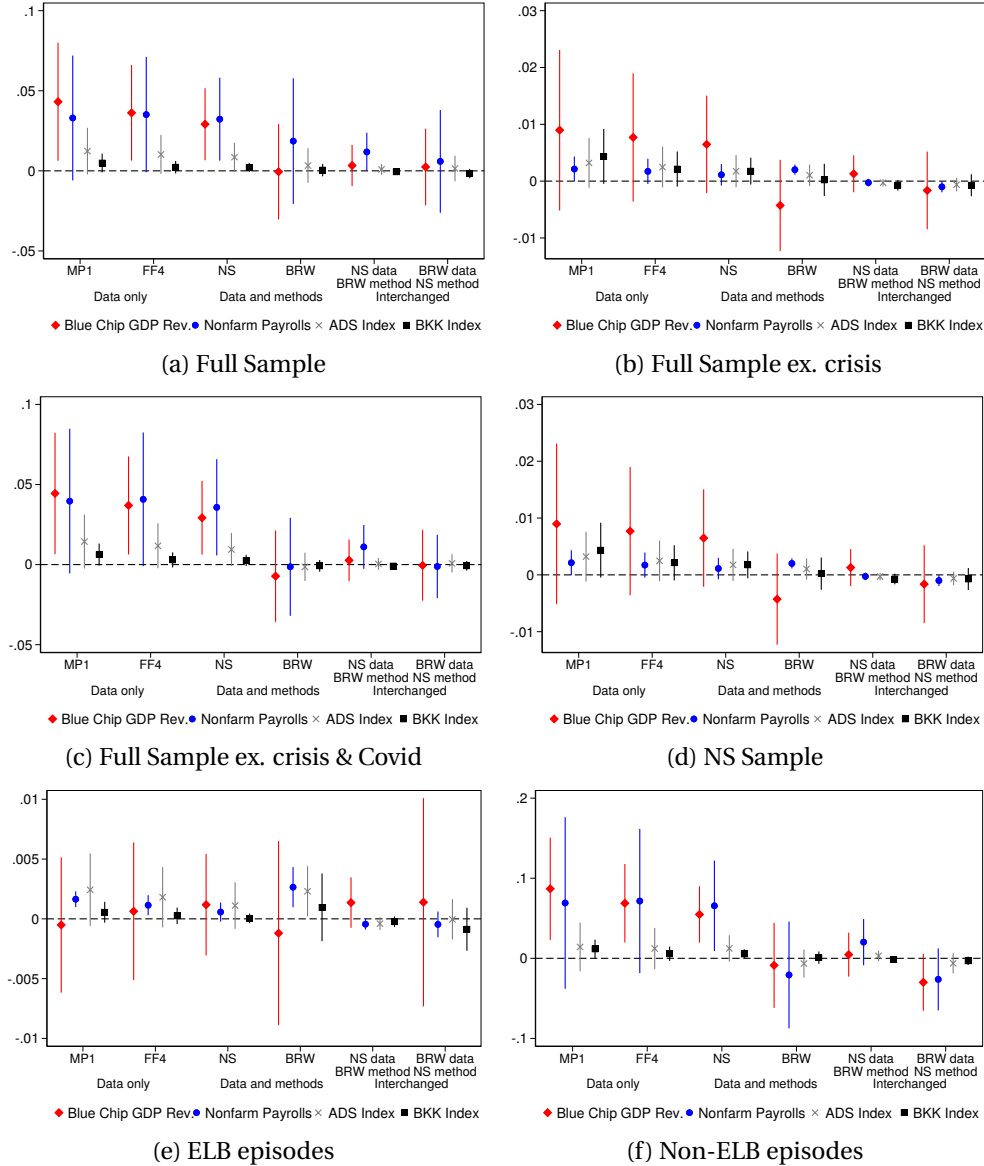 .1
.05
0
-.05
MP1 FF4 NS BRW NS data BRW data
BRW method NS method
Data only Data and methods Interchanged
Blue Chip GDP Rev. Nonfarm Payrolls ADS Index BKK Index
(a) Full Sample
.03
.02
.01
0
-.01
MP1 FF4 NS BRW NS data BRW data
BRW method NS method
Data only Data and methods Interchanged
Blue Chip GDP Rev. Nonfarm Payrolls ADS Index BKK Index
(b) Full Sample ex. crisis
.1
.05
0
-.05
MP1 FF4 NS BRW NS data BRW data
BRW method NS method
Data only Data and methods Interchanged
Blue Chip GDP Rev. Nonfarm Payrolls ADS Index BKK Index
(c) Full Sample ex. crisis & Covid
.03
.02
.01
0
-.01
MP1 FF4 NS BRW NS data BRW data
BRW method NS method
Data only Data and methods Interchanged
Blue Chip GDP Rev. Nonfarm Payrolls ADS Index BKK Index
(d) NS Sample
.01
.005
0
-.005
-.01
MP1 FF4 NS BRW NS data BRW data
BRW method NS method
Data only Data and methods Interchanged
Blue Chip GDP Rev. Nonfarm Payrolls ADS Index BKK Index
(e) ELB episodes
.2
.1
0
-.1
MP1 FF4 NS BRW NS data BRW data
BRW method NS method
Data only Data and methods Interchanged
Blue Chip GDP Rev. Nonfarm Payrolls ADS Index BKK Index
(f) Non-ELB episodes